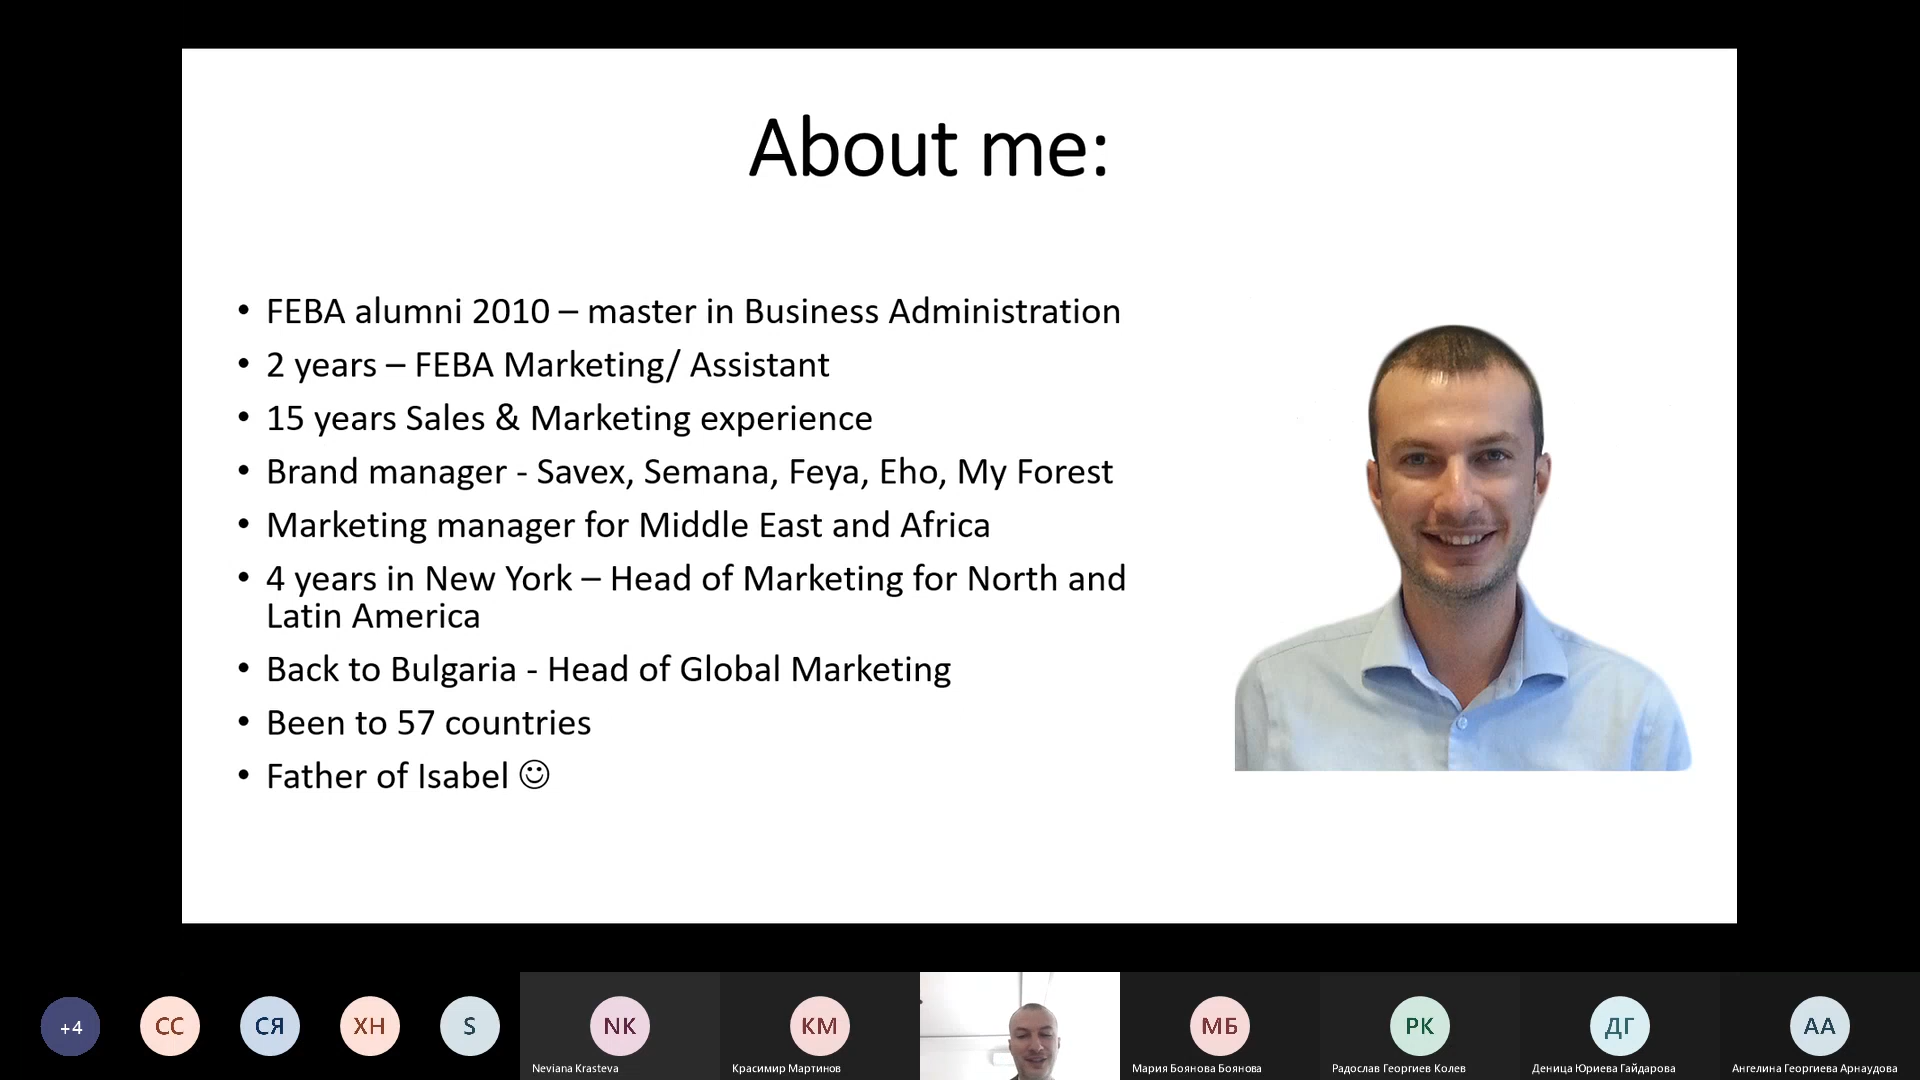 About me:
• FEBA alumni 2010 – master in Business Administration
• 2 years – FEBA Marketing/ Assistant
• 15 years Sales & Marketing experience
• Brand manager - Savex, Semana, Feya, Eho, My Forest
• Marketing manager for Middle East and Africa
• 4 years in New York – Head of Marketing for North and
Latin America
• Back to Bulgaria - Head of Global Marketing
• Been to 57 countries
• Father of Isabel ☺
+4
СС
СЯ
ХН
S
NK
КМ
МБ
РК
ДГ
АА
Neviana Krasteva
Красимир Мартинов
Мария Боянова Боянова
Радослав Георгиев Колев
Деница Юриева Гайдарова
Ангелина Георгиева Арнаудова